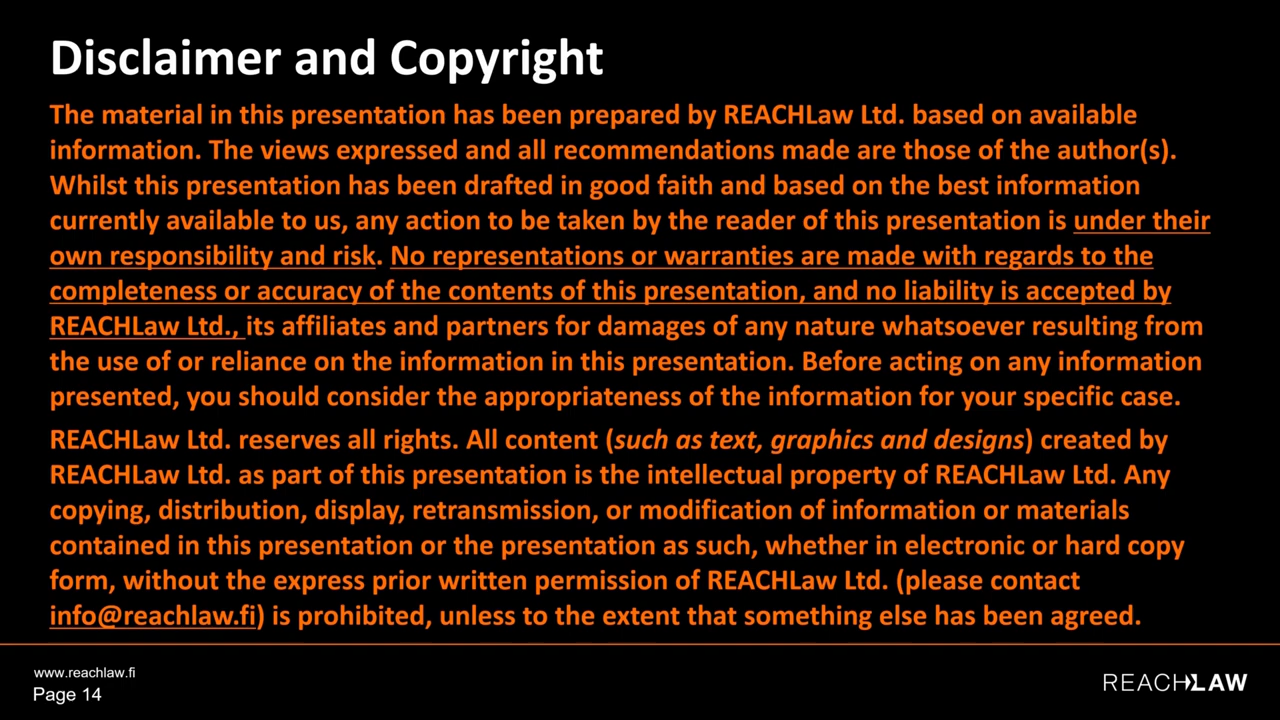 Disclaimer and Copyright
The material in this presentation has been prepared by REACHLaw Ltd. based on available
information. The views expressed and all recommendations made are those of the author(s).
Whilst this presentation has been drafted in good faith and based on the best information
currently available to us, any action to be taken by the reader of this presentation is under their
own responsibility and risk. No representations or warranties are made with regards to the
completeness or accuracy of the contents of this presentation, and no liability is accepted by
REACHLaw Ltd., its affiliates and partners for damages of any nature whatsoever resulting from
the use of or reliance on the information in this presentation. Before acting on any information
presented, you should consider the appropriateness of the information for your specific case.
REACHLaw Ltd. reserves all rights. All content (such as text, graphics and designs) created by
REACHLaw Ltd. as part of this presentation is the intellectual property of REACHLaw Ltd. Any
copying, distribution, display, retransmission, or modification of information or materials
contained in this presentation or the presentation as such, whether in electronic or hard copy
form, without the express prior written permission of REACHLaw Ltd. (please contact
info@reachlaw.fi) is prohibited, unless to the extent that something else has been agreed.
www.reachlaw.fi
Page 14
REACHLAW